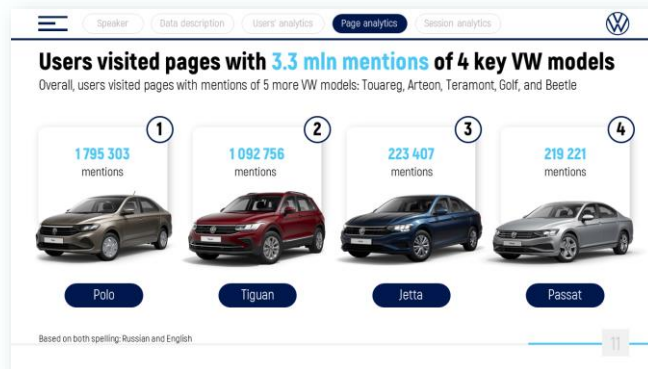 Speaker
Data description
Users' analytics
Page analytics
Session analytics
Users visited pages with 3.3 mln mentions of 4 key VW models
Overall, users visited pages with mentions of 5 more VW models: Touareg, Arteon, Teramont, Golf, and Beetle
1
1 795 303
mentions
Polo
2
1 092 756
mentions
Tiguan
3
223 407
mentions
Jetta
4
219 221
mentions
Passat
Based on both spelling: Russian and English
11